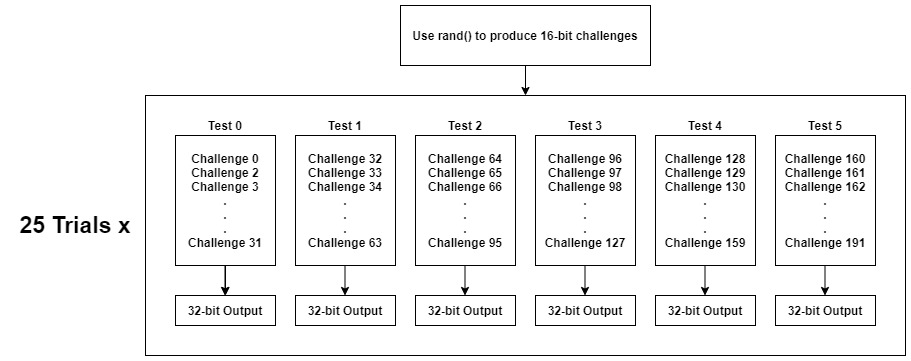 Use rand() to produce 16-bit challenges
Test 0
Challenge 0
Challenge 2
Challenge 3
.
.
.
Challenge 31
32-bit Output
Test 1
Challenge 32
Challenge 33
Challenge 34
.
.
.
Challenge 63
32-bit Output
Test 2
Challenge 64
Challenge 65
Challenge 66
.
.
.
Challenge 95
32-bit Output
Test 3
Challenge 96
Challenge 97
Challenge 98
.
.
.
Challenge 127
32-bit Output
Test 4
Challenge 128
Challenge 129
Challenge 130
.
.
.
Challenge 159
32-bit Output
Test 5
Challenge 160
Challenge 161
Challenge 162
.
.
.
Challenge 191
32-bit Output
25 Trials x